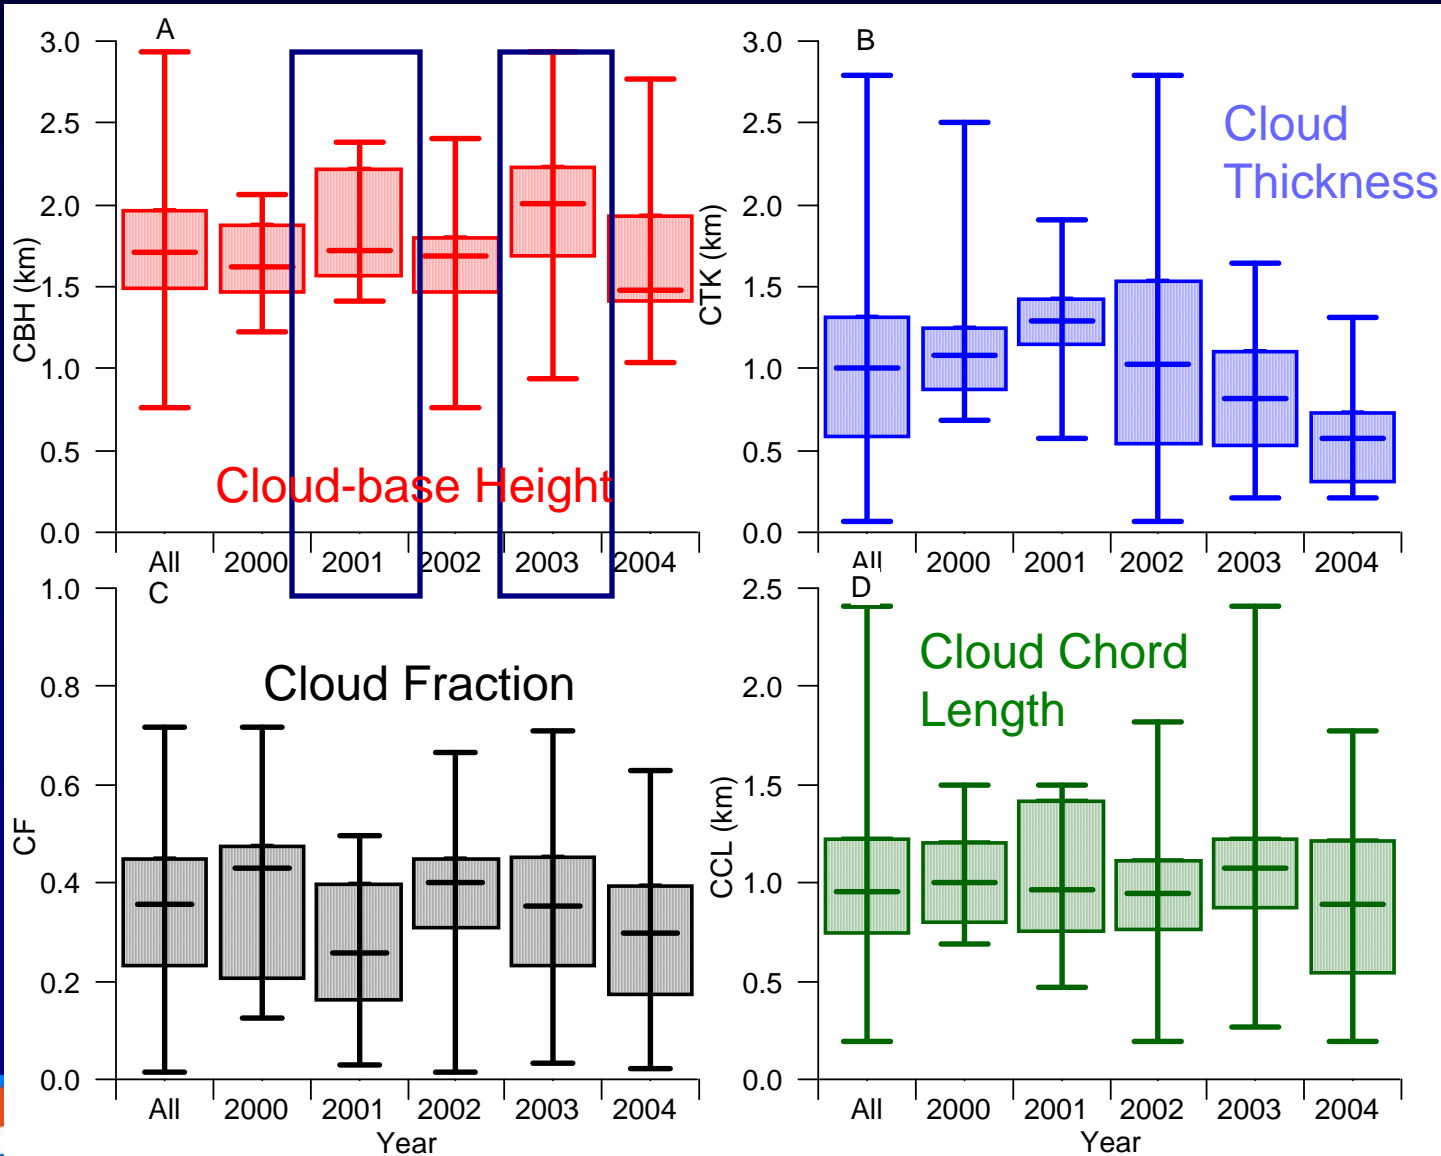 A
3.0
2.5
2.0
1.5
1.0
0.5
0.0
CBH (km)
Cloud-base Height
All 2000 2001 2002 2003 2004
B
3.0
2.5
2.0
1.5
1.0
0.5
0.0
CTK (km)
Cloud
Thickness
All 2000 2001 2002 2003 2004
C
1.0
0.8
0.6
0.4
0.2
0.0
CF
Cloud Fraction
All 2000 2001 2002 2003 2004
Year
D
2.5
2.0
1.5
1.0
0.5
0.0
CCL (km)
Cloud Chord
Length
All 2000 2001 2002 2003 2004
Year